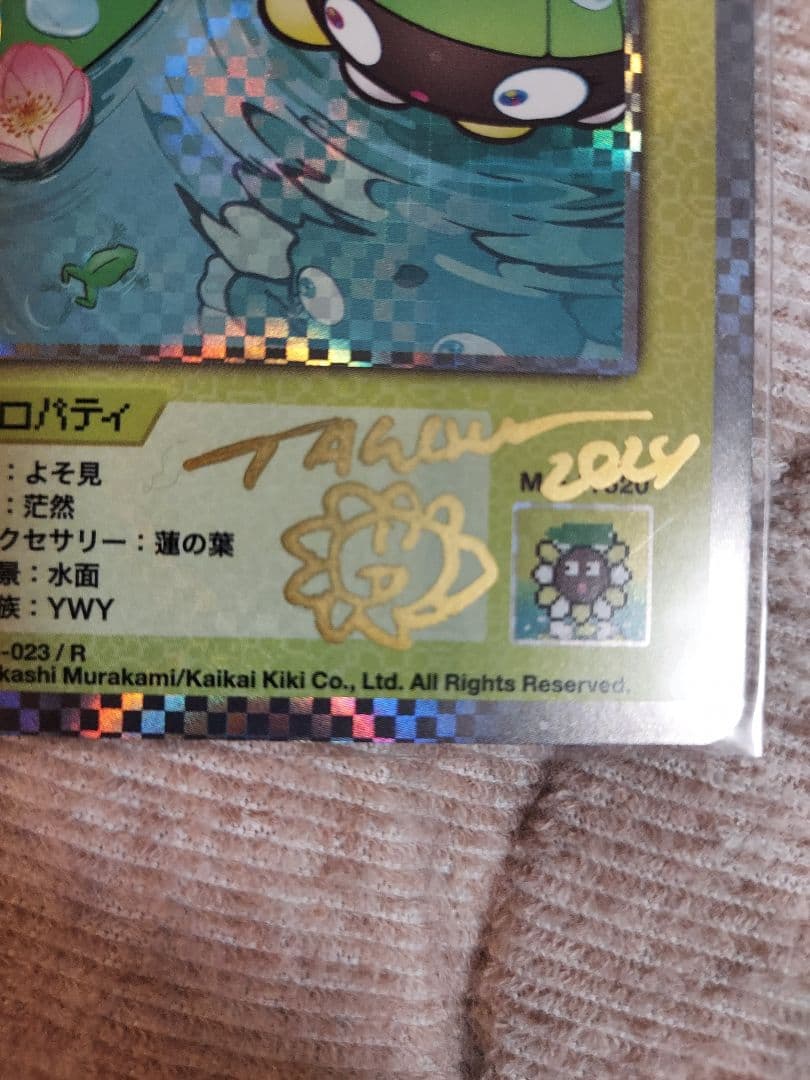 ロパティ
：よそ見
：茫然
クセサリー：蓮の葉
景：水面
族：YWY
2024
-023 / R
kashi Murakami/Kaikai Kiki Co., Ltd. All Rights Reserved.